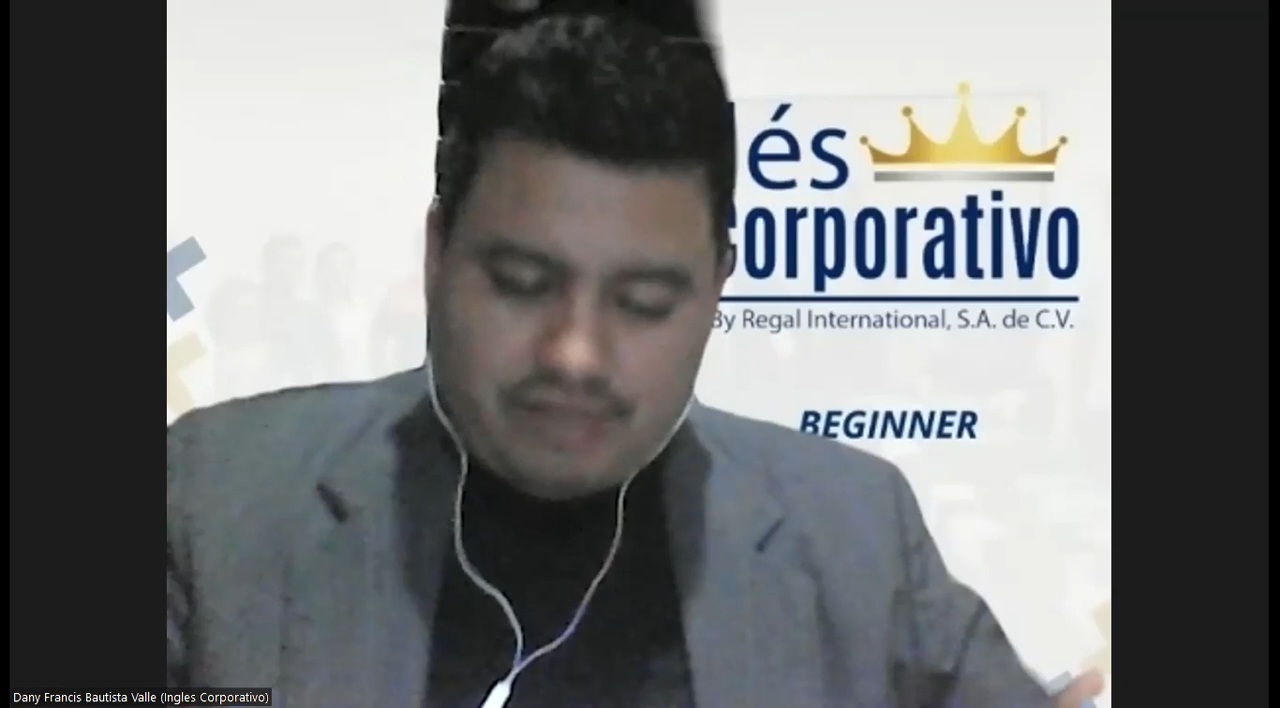 és
Corporativo
By Regal International, S.A. de C.V.
BEGINNER
Dany Francis Bautista Valle (Ingles Corporativo)